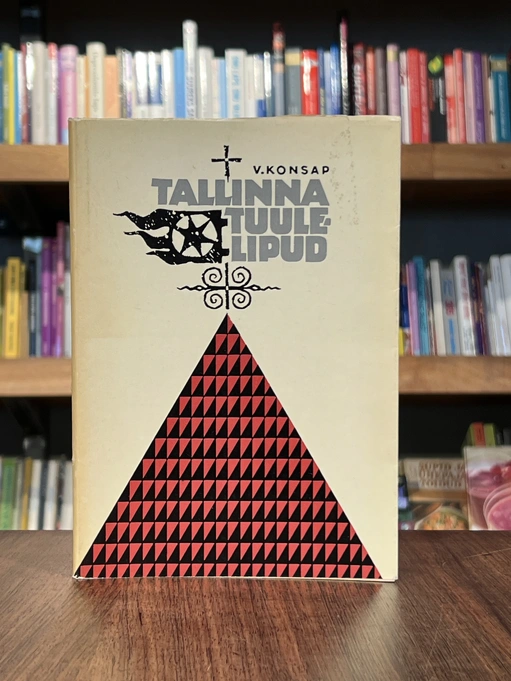 V. KONSAP
TALLINNA
TUULE-
LIPUD